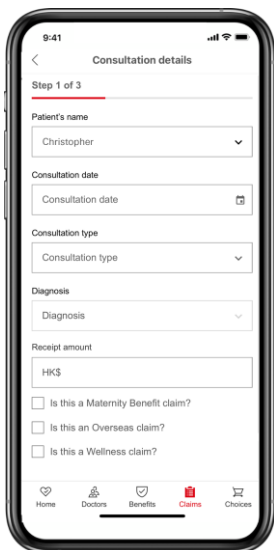 9:41
Consultation details
Step 1 of 3
Patient's name
Christopher
Consultation date
Consultation date
Consultation type
Consultation type
Diagnosis
Diagnosis
Receipt amount
HK$
Is this a Maternity Benefit claim?
Is this an Overseas claim?
Is this a Wellness claim?
Home Doctors Benefits Claims Choices